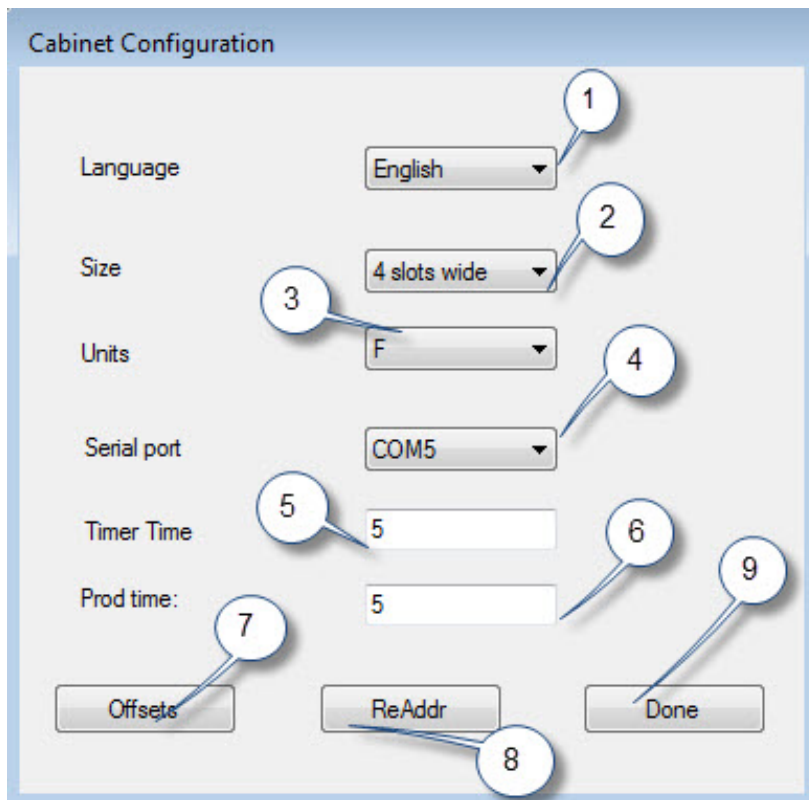 Cabinet Configuration
1
Language English
2
Size 4 slots wide
3
Units F
4
Serial port COM5
5
Timer Time 5
6
Prod time: 5
7
9
Offsets ReAddr Done
8